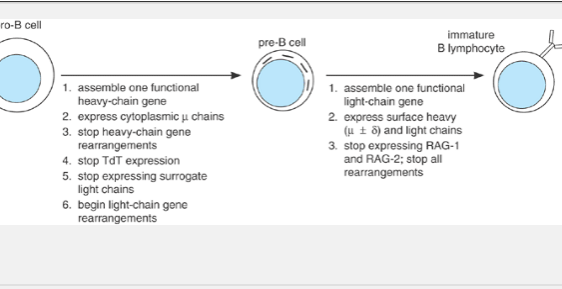 ro-B cell
pre-B cell
immature
B lymphocyte
1. assemble one functional
heavy-chain gene
2. express cytoplasmic μ chains
3. stop heavy-chain gene
rearrangements
4. stop TdT expression
5. stop expressing surrogate
light chains
6. begin light-chain gene
rearrangements
1. assemble one functional
light-chain gene
2. express surface heavy
(μ ± δ) and light chains
3. stop expressing RAG-1
and RAG-2; stop all
rearrangements